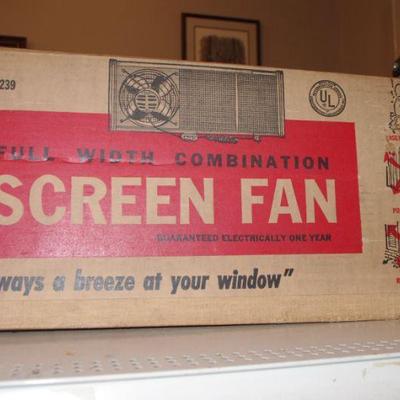 239
UL
FULL WIDTH COMBINATION
SCREEN FAN
GUARANTEED ELECTRICALLY ONE YEAR
ways a breeze at your window"